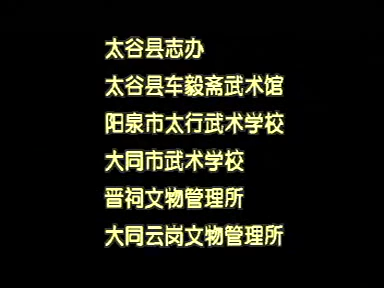 太谷县志办
太谷县车毅斋武术馆
阳泉市太行武术学校
大同市武术学校
晋祠文物管理所
大同云岗文物管理所